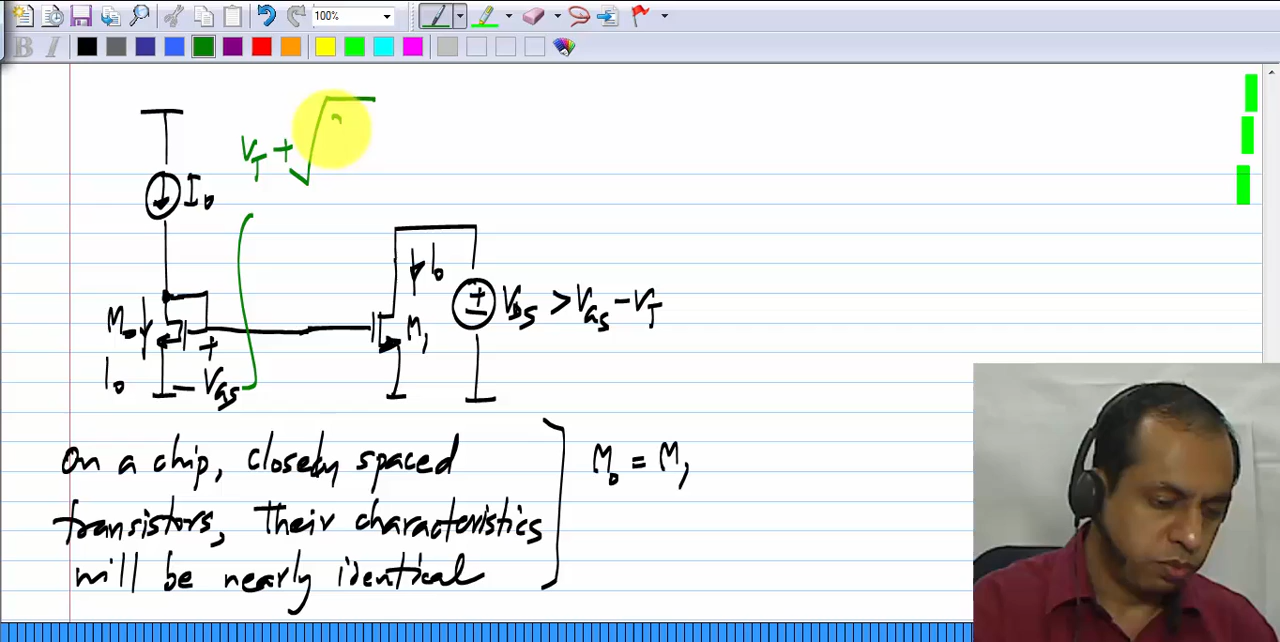 100%
B I
V_T + √
I_0
I_0
V_DS > V_GS - V_T
M_0
M_1
+
I_0
- V_GS
On a chip, closely spaced
transistors, Their characteristics
will be nearly identical
M_0 = M_1